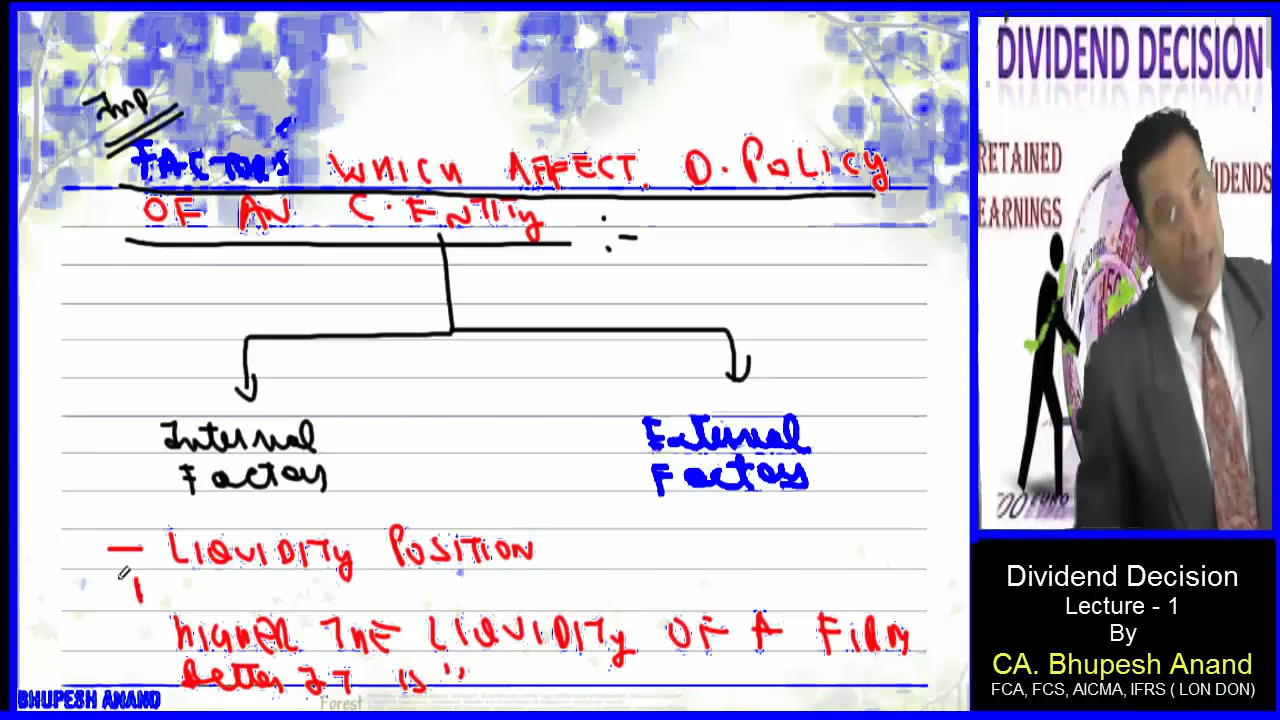 Imp
FACTORS WHICH AFFECT D. POLICY
OF AN C. ENTITY :-
Internal
Factors
External
Factors
— LIQUIDITY POSITION
HIGHER THE LIQUIDITY OF A FIRM
Better IT is "
BHUPESH ANAND
Forest
DIVIDEND DECISION
RETAINED
EARNINGS
DIVIDENDS
Dividend Decision
Lecture - 1
By
CA. Bhupesh Anand
FCA, FCS, AICMA, IFRS ( LON DON)